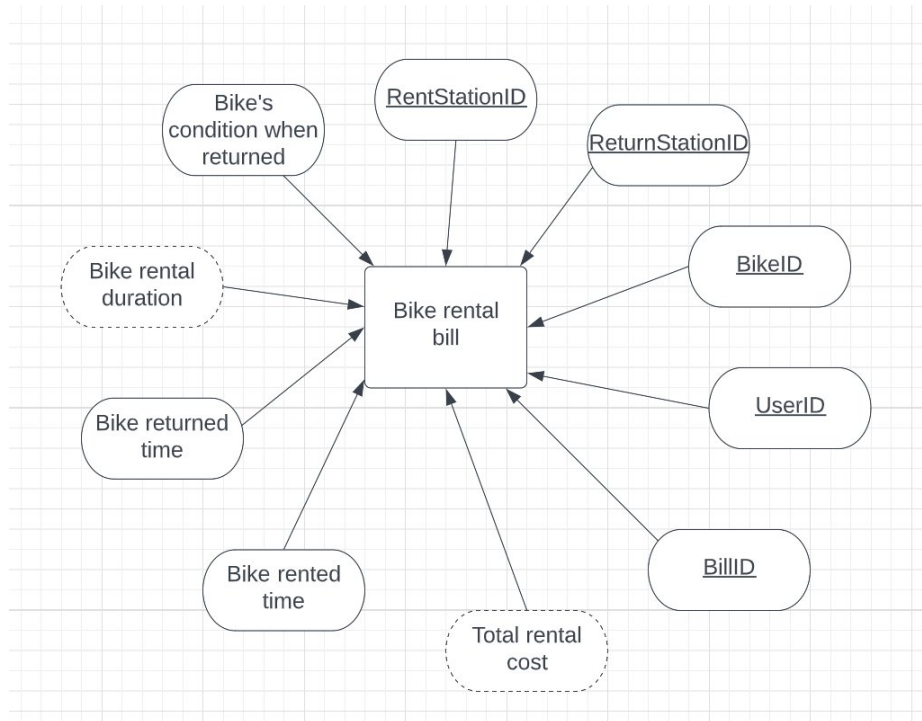 RentStationID
Bike's
condition when
returned
ReturnStationID
Bike rental
duration
BikeID
Bike rental
bill
UserID
Bike returned
time
BillID
Bike rented
time
Total rental
cost